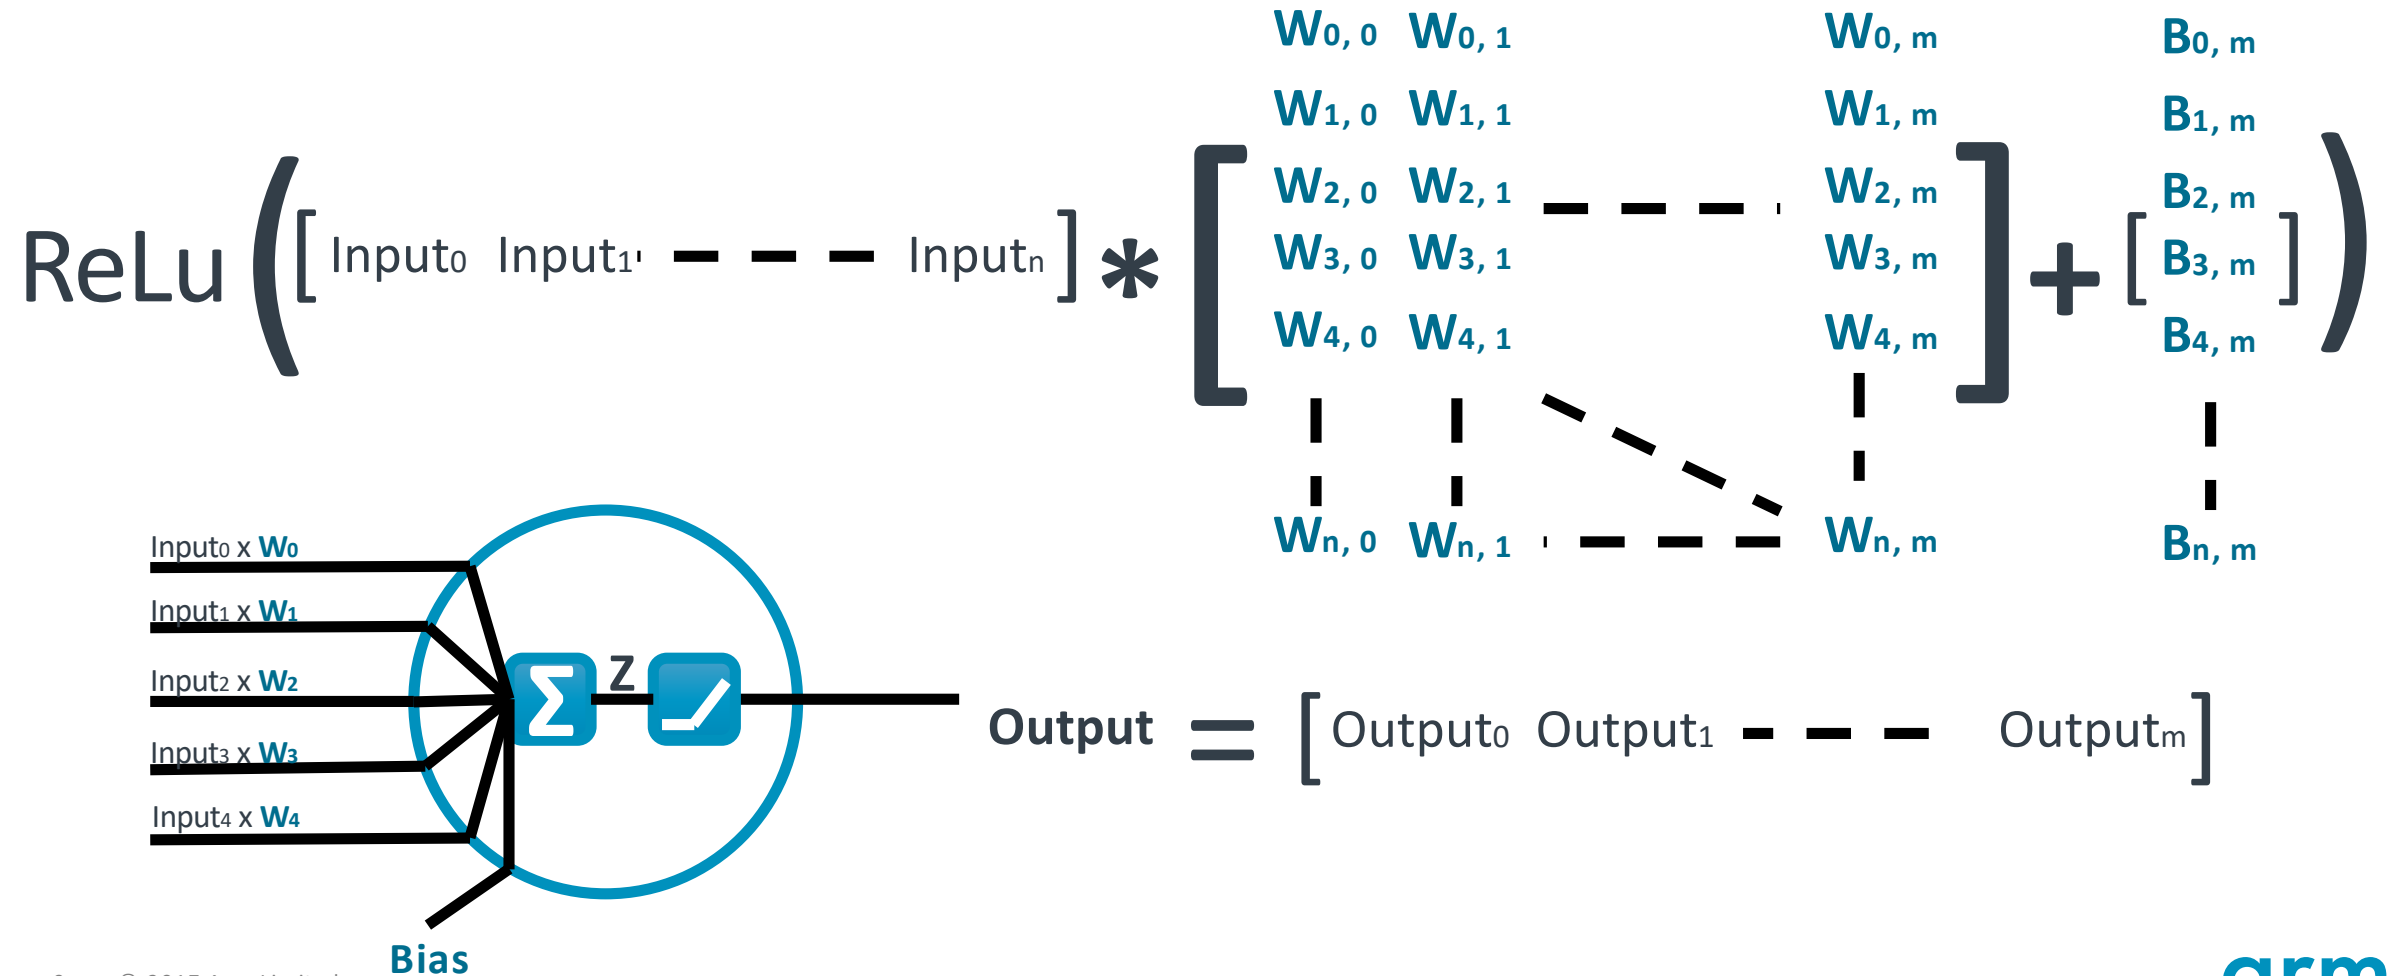 W0, 0 W0, 1 W0, m B0, m
W1, 0 W1, 1 W1, m B1, m
W2, 0 W2, 1 W2, m B2, m
ReLu ( [ Input0 Input1 Inputn ] * [ W3, 0 W3, 1 W3, m ] + [ B3, m ] )
W4, 0 W4, 1 W4, m B4, m
Wn, 0 Wn, 1 Wn, m Bn, m
Input0 x W0
Input1 x W1
Input2 x W2
Input3 x W3
Input4 x W4
Σ Z
Output = [ Output0 Output1 Outputm ]
Bias
arm